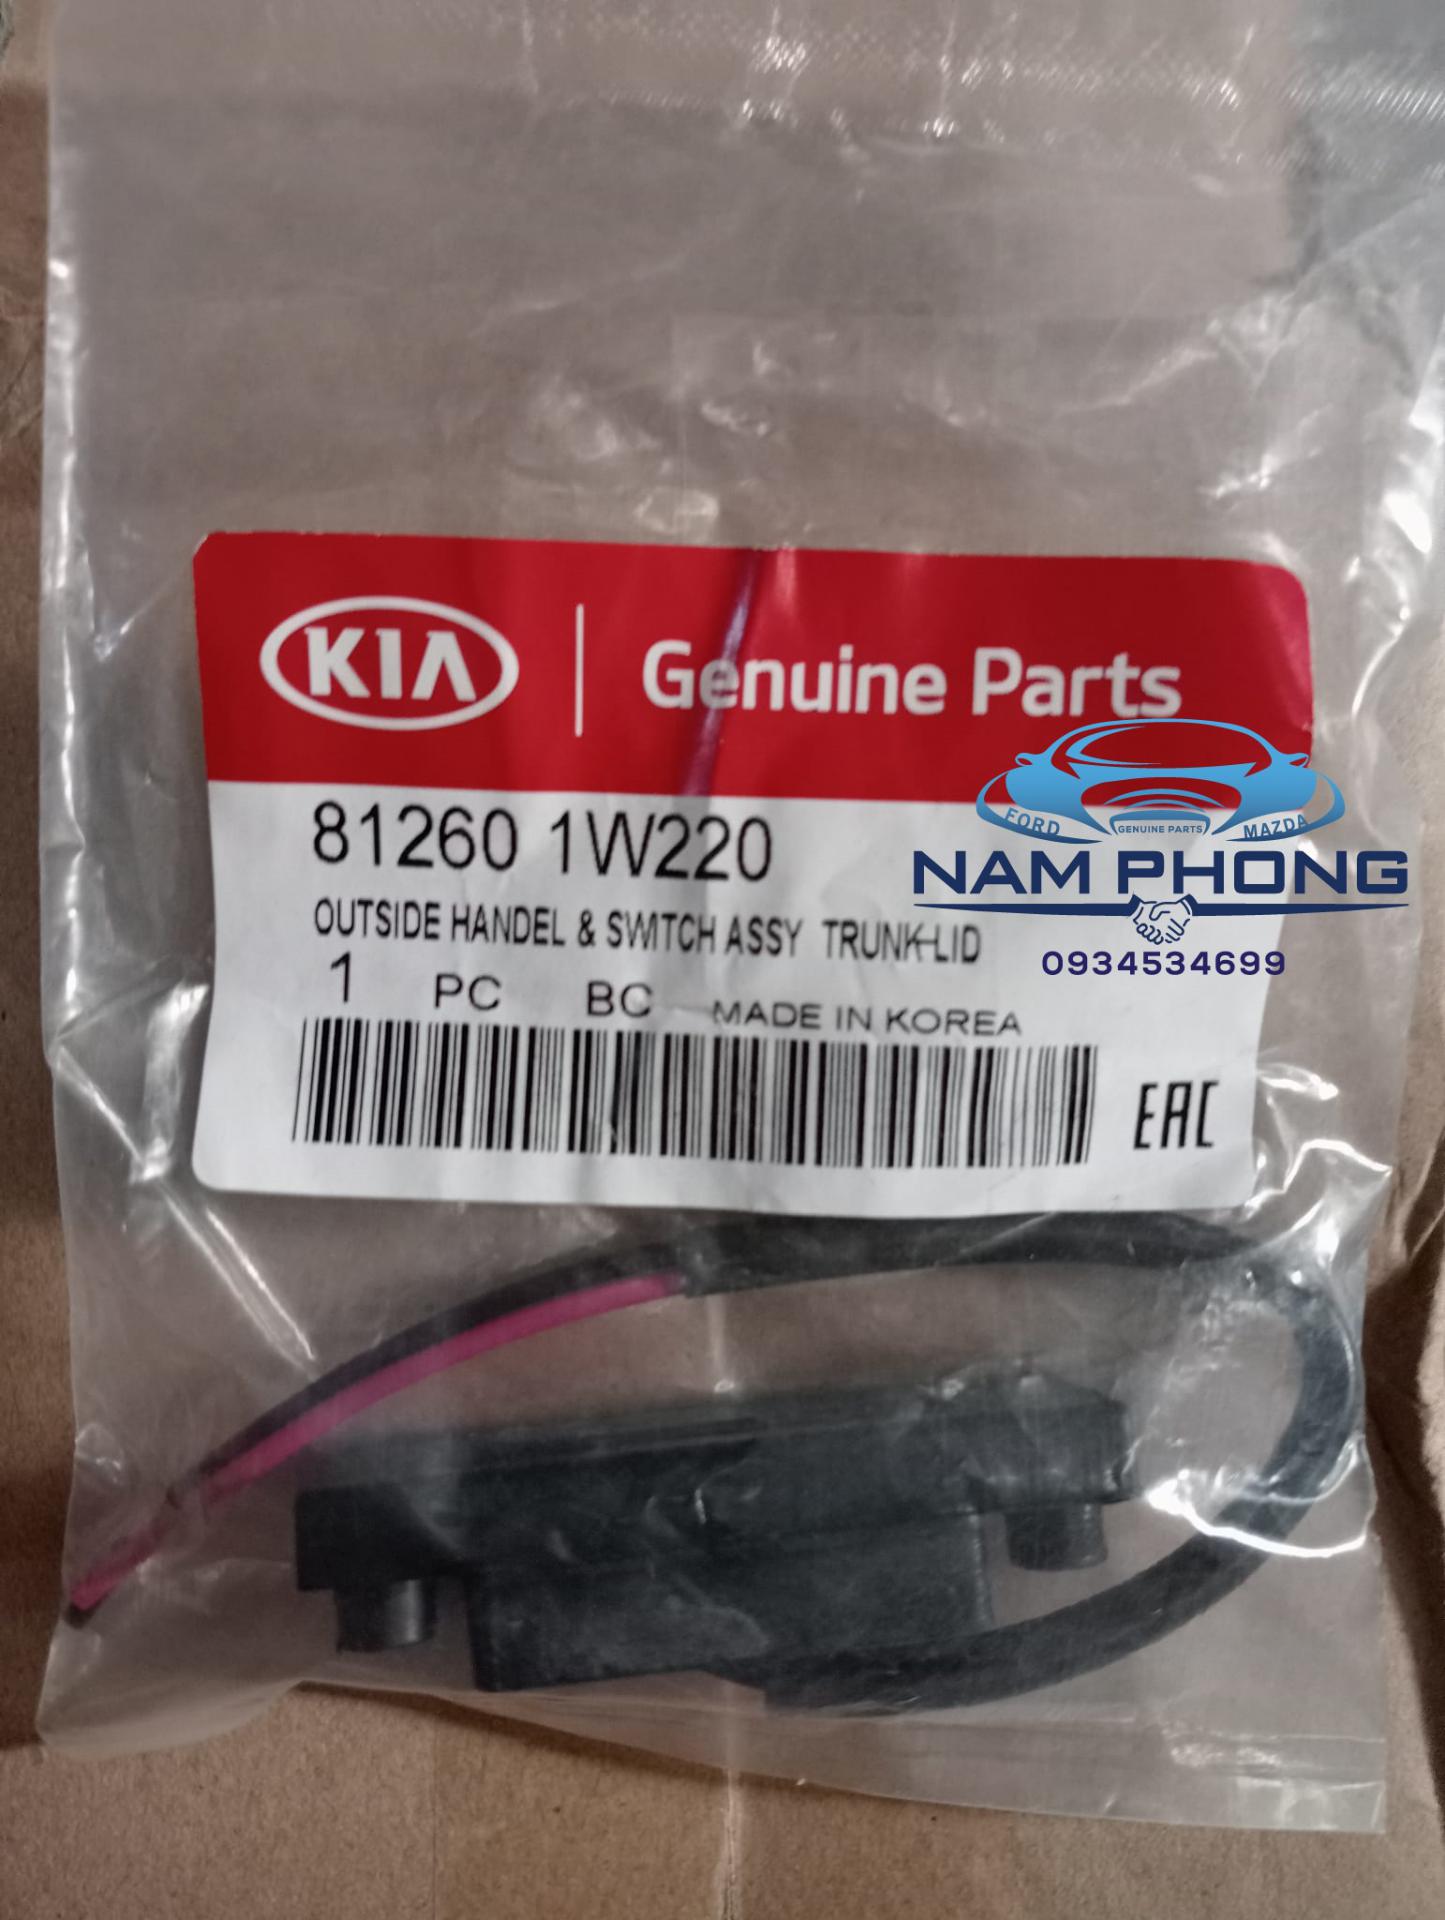 KIA Genuine Parts
81260 1W220
OUTSIDE HANDEL & SWITCH ASSY TRUNK-LID
1 PC BC MADE IN KOREA
EAC
FORD GENUINE PARTS MAZDA
NAM PHONG
0934534699